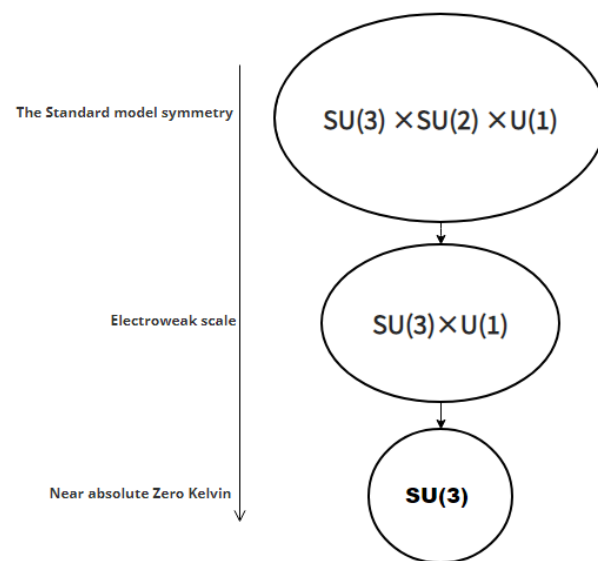 The Standard model symmetry
SU(3) ×SU(2) ×U(1)
Electroweak scale
SU(3)×U(1)
Near absolute Zero Kelvin
SU(3)